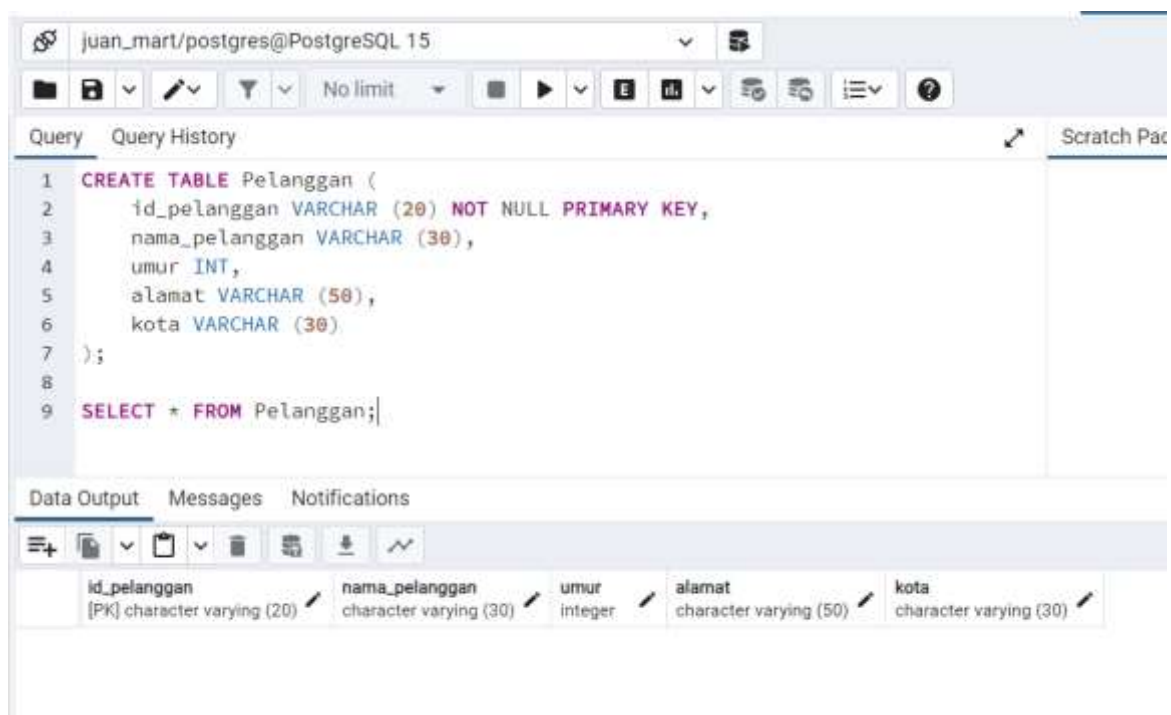 juan_mart/postgres@PostgreSQL 15
No limit
Query Query History
Scratch Pad
1 CREATE TABLE Pelanggan (
2 id_pelanggan VARCHAR (20) NOT NULL PRIMARY KEY,
3 nama_pelanggan VARCHAR (30),
4 umur INT,
5 alamat VARCHAR (50),
6 kota VARCHAR (30)
7 );
8
9 SELECT * FROM Pelanggan;
Data Output Messages Notifications
id_pelanggan nama_pelanggan umur alamat kota
[PK] character varying (20) character varying (30) integer character varying (50) character varying (30)